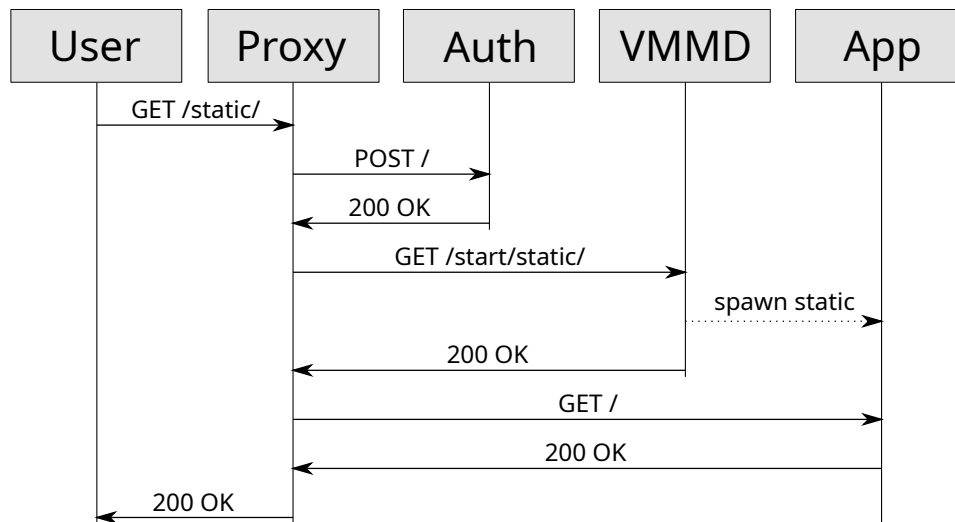 User Proxy Auth VMMD App
GET /static/
POST /
200 OK
GET /start/static/
spawn static
200 OK
GET /
200 OK
200 OK